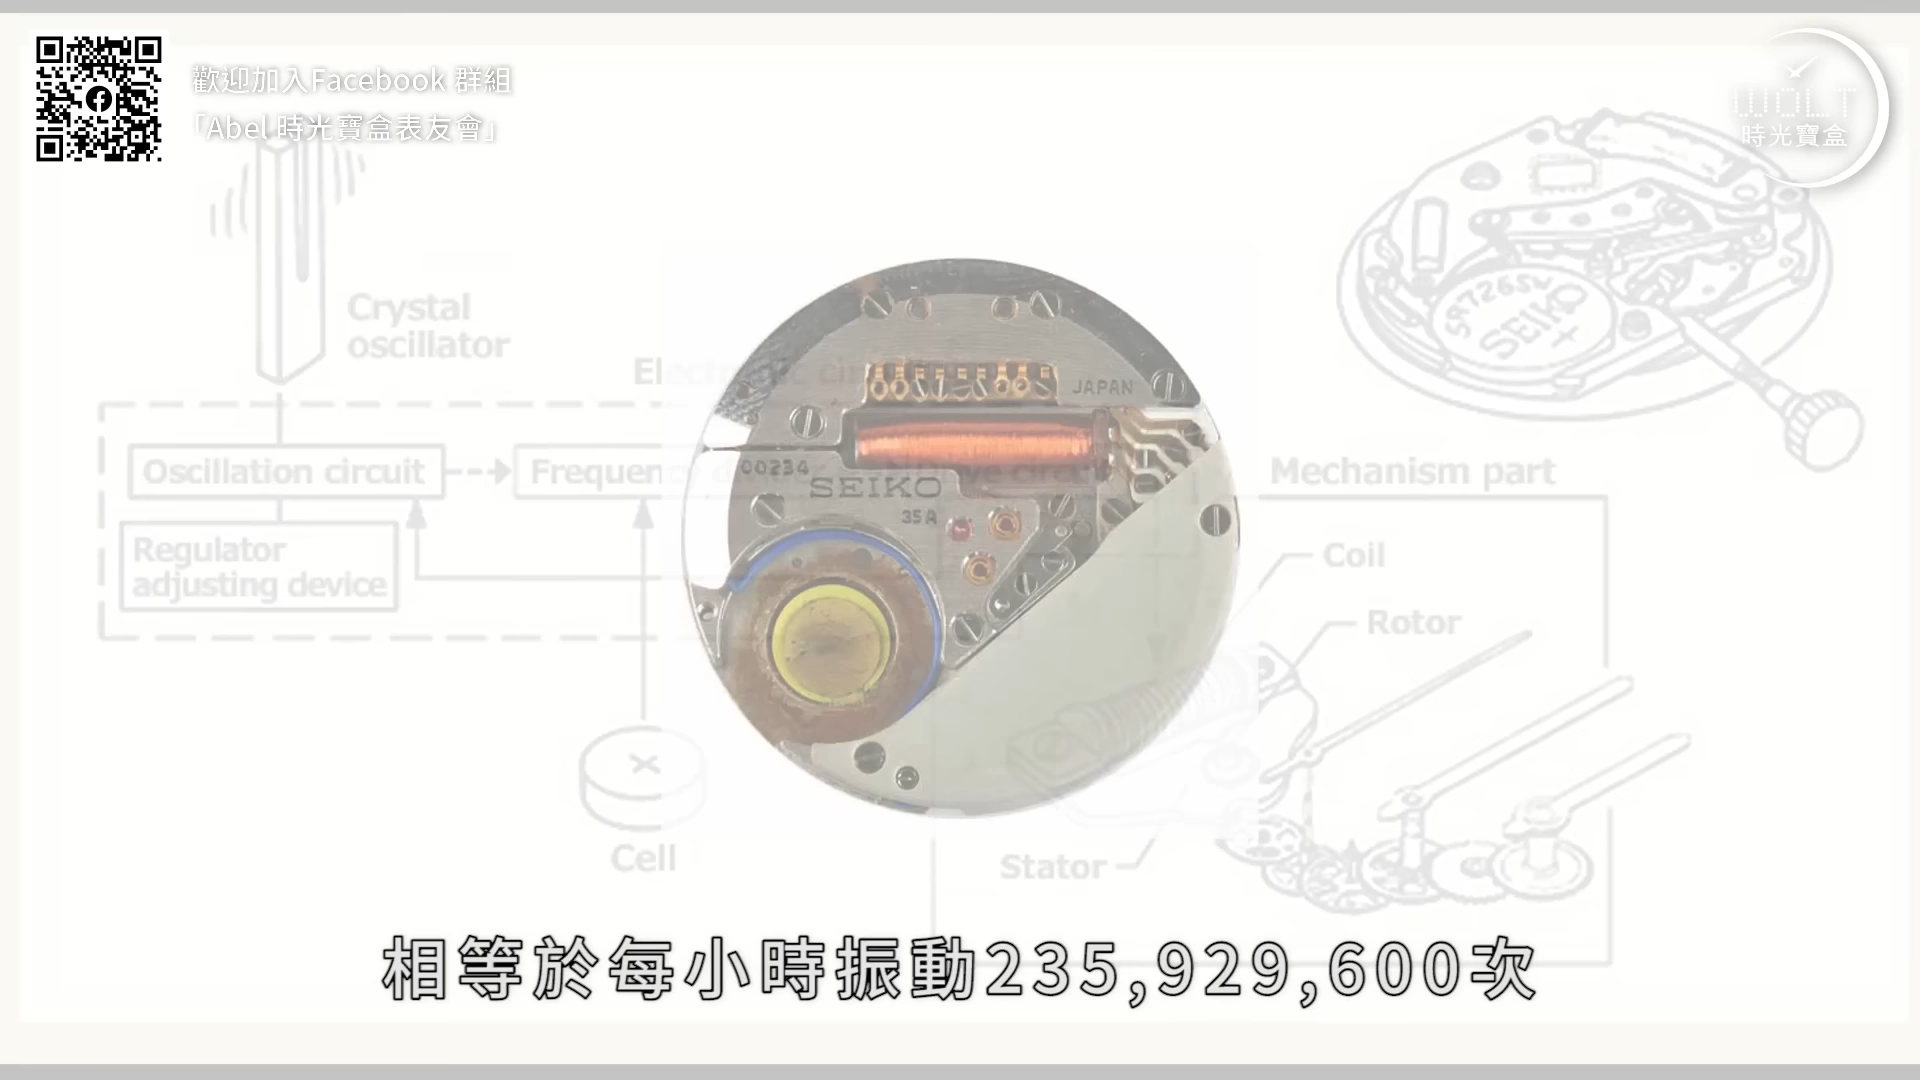 歡迎加入Facebook 群組
「Abel 時光寶盒表友會」
WOLT
時光寶盒
Crystal
oscillator
SR726SW
SEIKO
Oscillation circuit
Regulator
adjusting device
Mechanism part
JAPAN
00234
SEIKO
35A
Coil
Rotor
Cell
Stator
相等於每小時振動235,929,600次